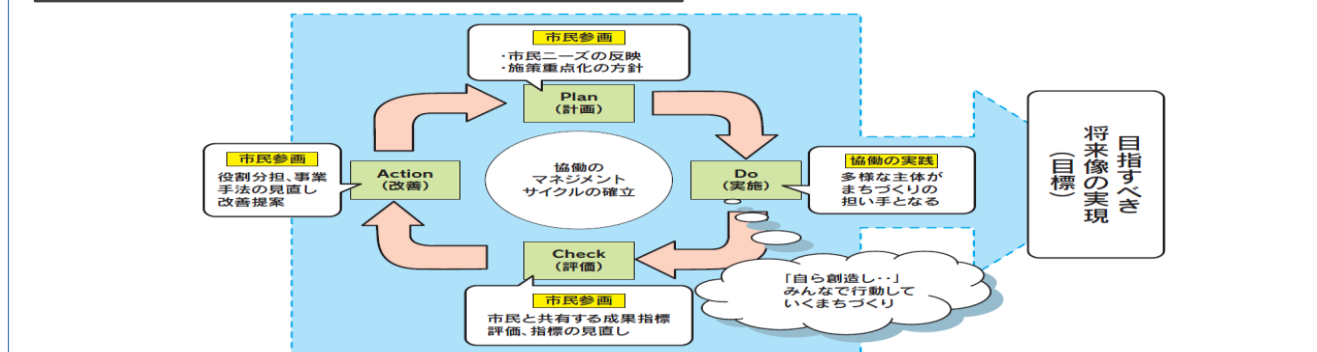 市民参画
・市民ニーズの反映
・施策重点化の方針
Plan
(計画)
市民参画
役割分担、事業
手法の見直し
改善提案
Action
(改善)
協働の
マネジメント
サイクルの確立
Do
(実施)
協働の実践
多様な主体が
まちづくりの
担い手となる
目指すべき
将来像の実現
(目標)
Check
(評価)
市民参画
市民と共有する成果指標
評価、指標の見直し
「自ら創造し・・」
みんなで行動して
いくまちづくり